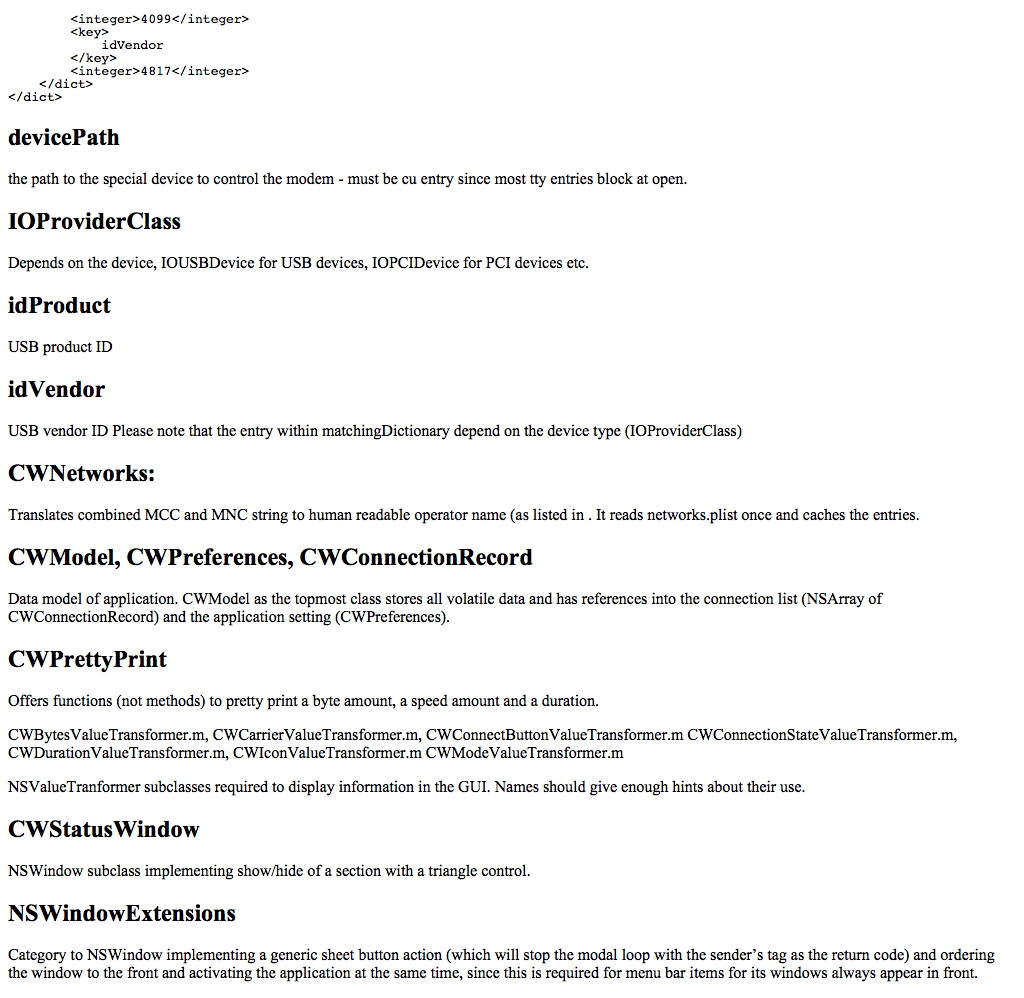 <integer>4099</integer>
<key>
idVendor
</key>
<integer>4817</integer>
</dict>
</dict>
devicePath
the path to the special device to control the modem - must be cu entry since most tty entries block at open.
IOProviderClass
Depends on the device, IOUSBDevice for USB devices, IOPCIDevice for PCI devices etc.
idProduct
USB product ID
idVendor
USB vendor ID Please note that the entry within matchingDictionary depend on the device type (IOProviderClass)
CWNetworks:
Translates combined MCC and MNC string to human readable operator name (as listed in . It reads networks.plist once and caches the entries.
CWModel, CWPreferences, CWConnectionRecord
Data model of application. CWModel as the topmost class stores all volatile data and has references into the connection list (NSArray of
CWConnectionRecord) and the application setting (CWPreferences).
CWPrettyPrint
Offers functions (not methods) to pretty print a byte amount, a speed amount and a duration.
CWBytesValueTransformer.m, CWCarrierValueTransformer.m, CWConnectButtonValueTransformer.m CWConnectionStateValueTransformer.m,
CWDurationValueTransformer.m, CWIconValueTransformer.m CWModeValueTransformer.m
NSValueTranformer subclasses required to display information in the GUI. Names should give enough hints about their use.
CWStatusWindow
NSWindow subclass implementing show/hide of a section with a triangle control.
NSWindowExtensions
Category to NSWindow implementing a generic sheet button action (which will stop the modal loop with the sender’s tag as the return code) and ordering
the window to the front and activating the application at the same time, since this is required for menu bar items for its windows always appear in front.